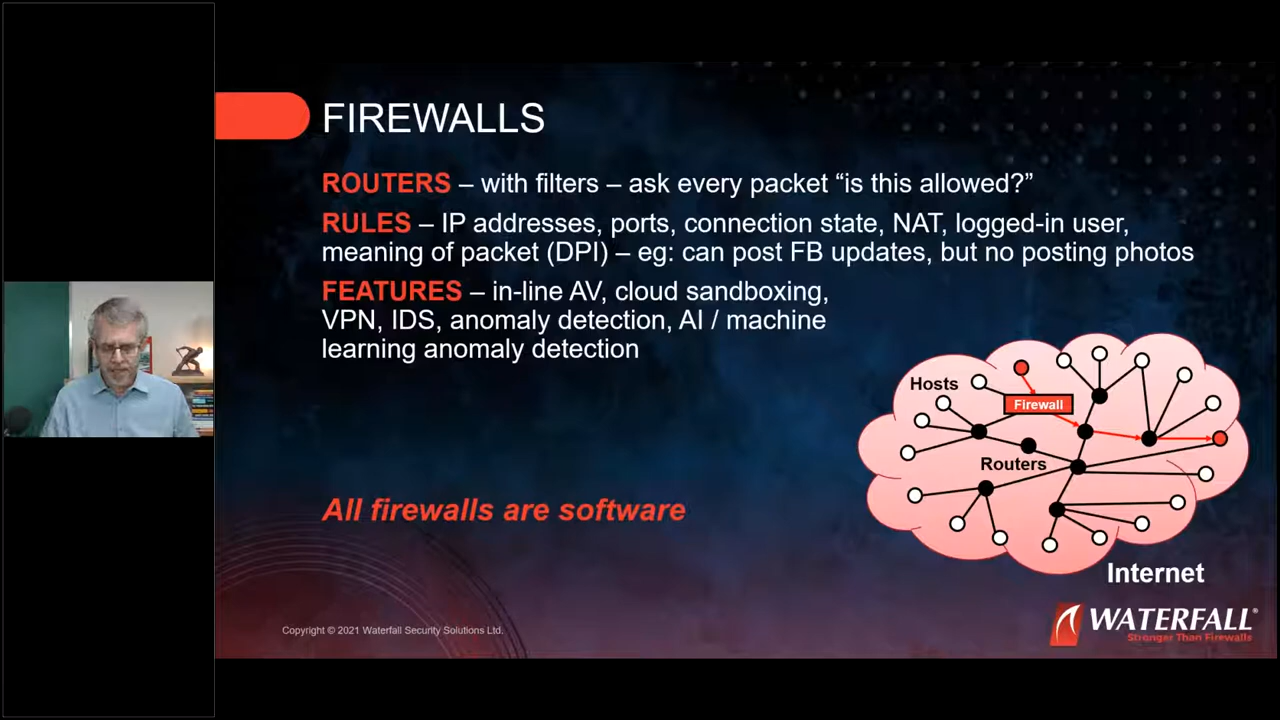 FIREWALLS
ROUTERS – with filters – ask every packet “is this allowed?”
RULES – IP addresses, ports, connection state, NAT, logged-in user,
meaning of packet (DPI) – eg: can post FB updates, but no posting photos
FEATURES – in-line AV, cloud sandboxing,
VPN, IDS, anomaly detection, AI / machine
learning anomaly detection
Hosts
Firewall
Routers
All firewalls are software
Internet
Copyright © 2021 Waterfall Security Solutions Ltd.
WATERFALL®
Stronger Than Firewalls